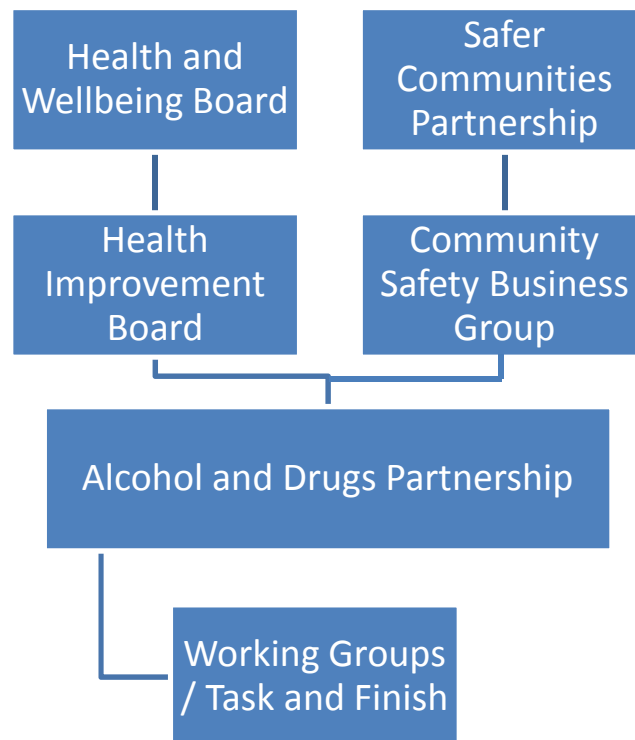 Health and
Wellbeing Board
Safer
Communities
Partnership
Health
Improvement
Board
Community
Safety Business
Group
Alcohol and Drugs Partnership
Working Groups
/ Task and Finish